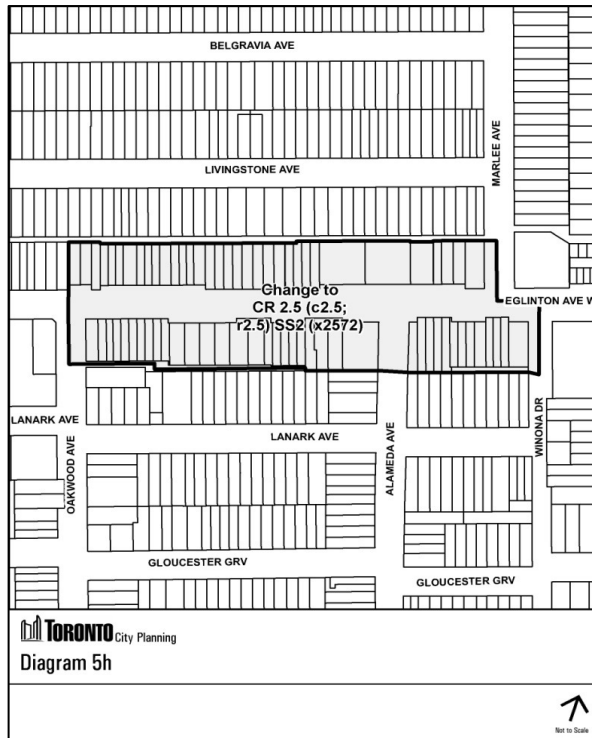 BELGRAVIA AVE
MARLEE AVE
LIVINGSTONE AVE
Change to
CR 2.5 (c2.5;
r2.5) SS2 (x2572)
EGLINTON AVE W
LANARK AVE
OAKWOOD AVE
LANARK AVE
ALAMEDA AVE
WINONA DR
GLOUCESTER GRV
GLOUCESTER GRV
TORONTO City Planning
Diagram 5h
Not to Scale